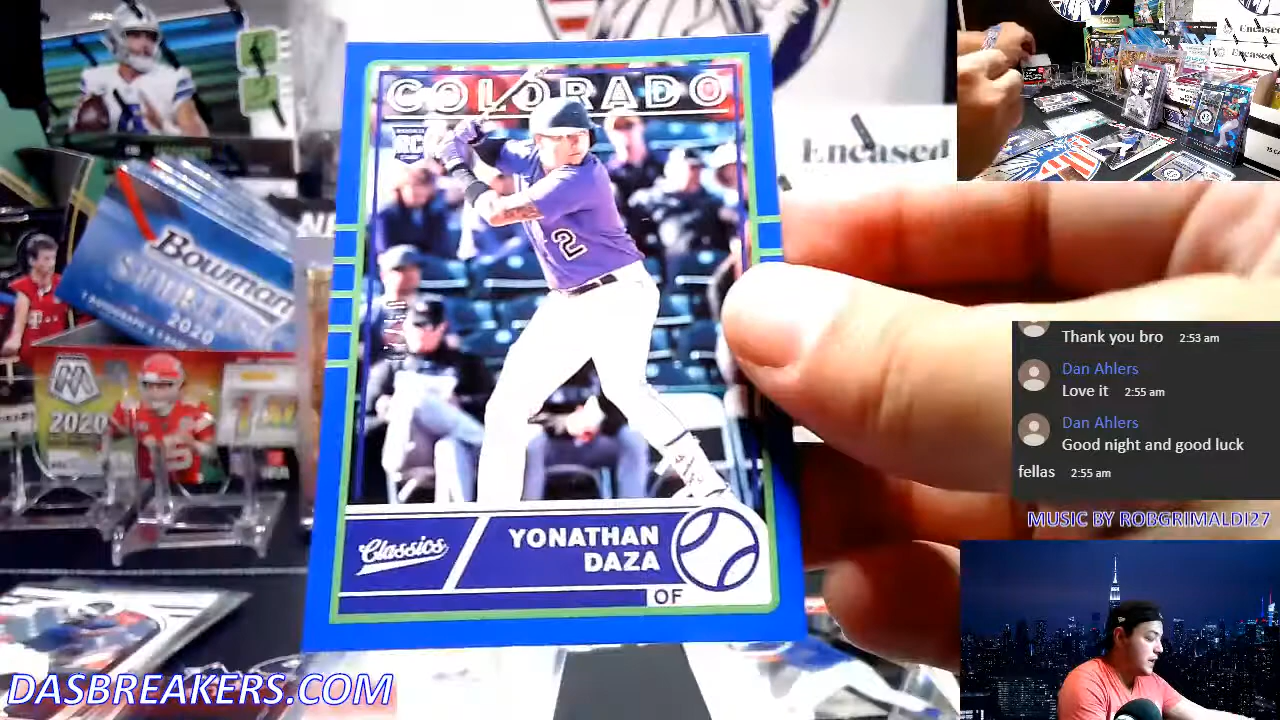 COLORADO
RC
2
Classics
YONATHAN
DAZA
OF
Encased
Encased
Bowman
2020
2020
15
Thank you bro 2:53 am
Dan Ahlers
Love it 2:55 am
Dan Ahlers
Good night and good luck
fellas 2:55 am
MUSIC BY ROBGRIMALDI27
DASBREAKERS.COM